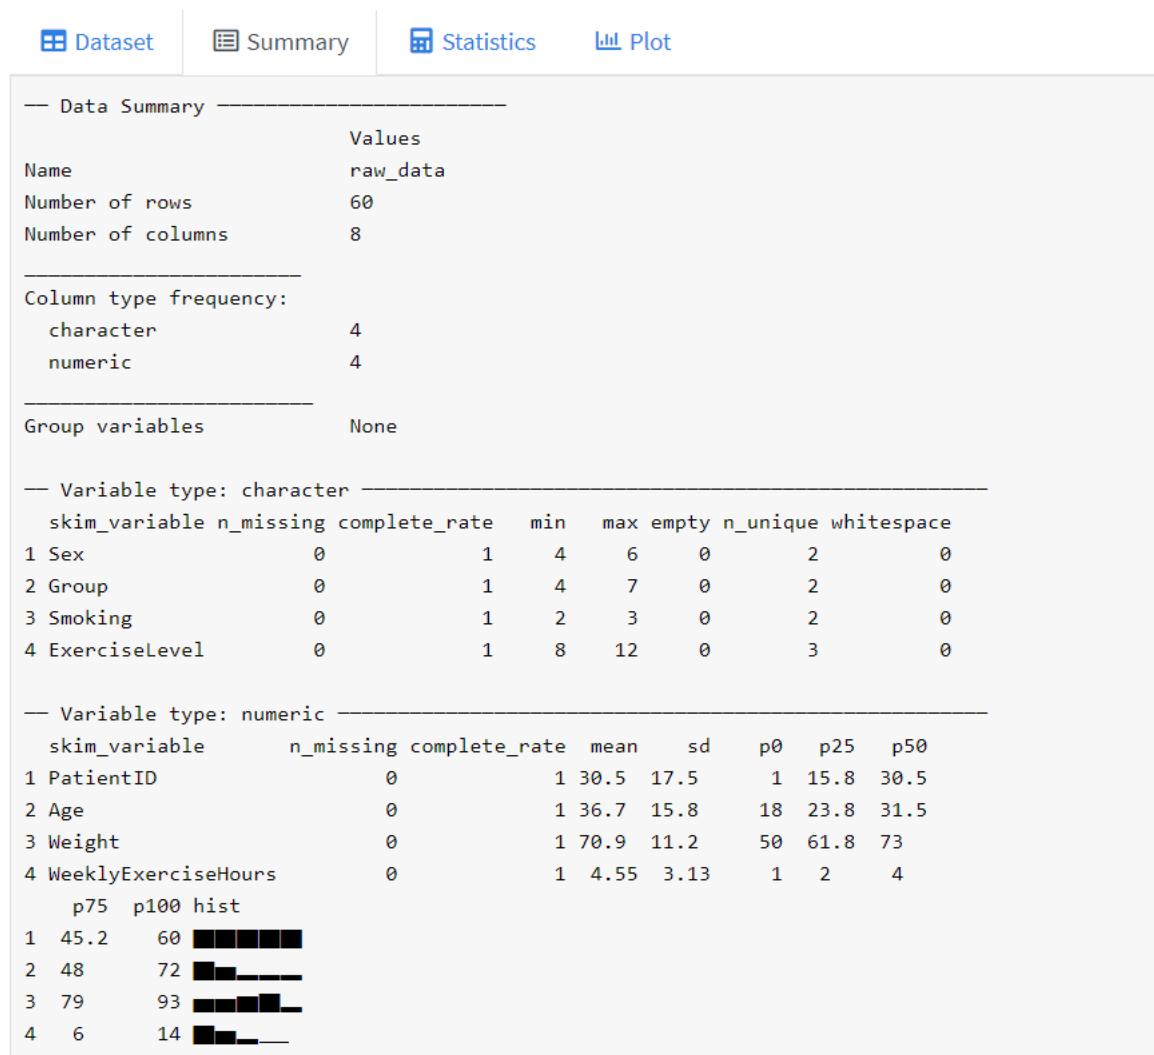 Dataset Summary Statistics Plot
── Data Summary ────────────────────────
Values
Name raw_data
Number of rows 60
Number of columns 8
_______________________
Column type frequency:
character 4
numeric 4
________________________
Group variables None
── Variable type: character ────────────────────────────────────────────────────
skim_variable n_missing complete_rate min max empty n_unique whitespace
1 Sex 0 1 4 6 0 2 0
2 Group 0 1 4 7 0 2 0
3 Smoking 0 1 2 3 0 2 0
4 ExerciseLevel 0 1 8 12 0 3 0
── Variable type: numeric ──────────────────────────────────────────────────────
skim_variable n_missing complete_rate mean sd p0 p25 p50
1 PatientID 0 1 30.5 17.5 1 15.8 30.5
2 Age 0 1 36.7 15.8 18 23.8 31.5
3 Weight 0 1 70.9 11.2 50 61.8 73
4 WeeklyExerciseHours 0 1 4.55 3.13 1 2 4
p75 p100 hist
1 45.2 60 ▇▇▇▇▇
2 48 72 ▇▃▂▂▂
3 79 93 ▃▃▅▇▂
4 6 14 ▇▃▂▁▁